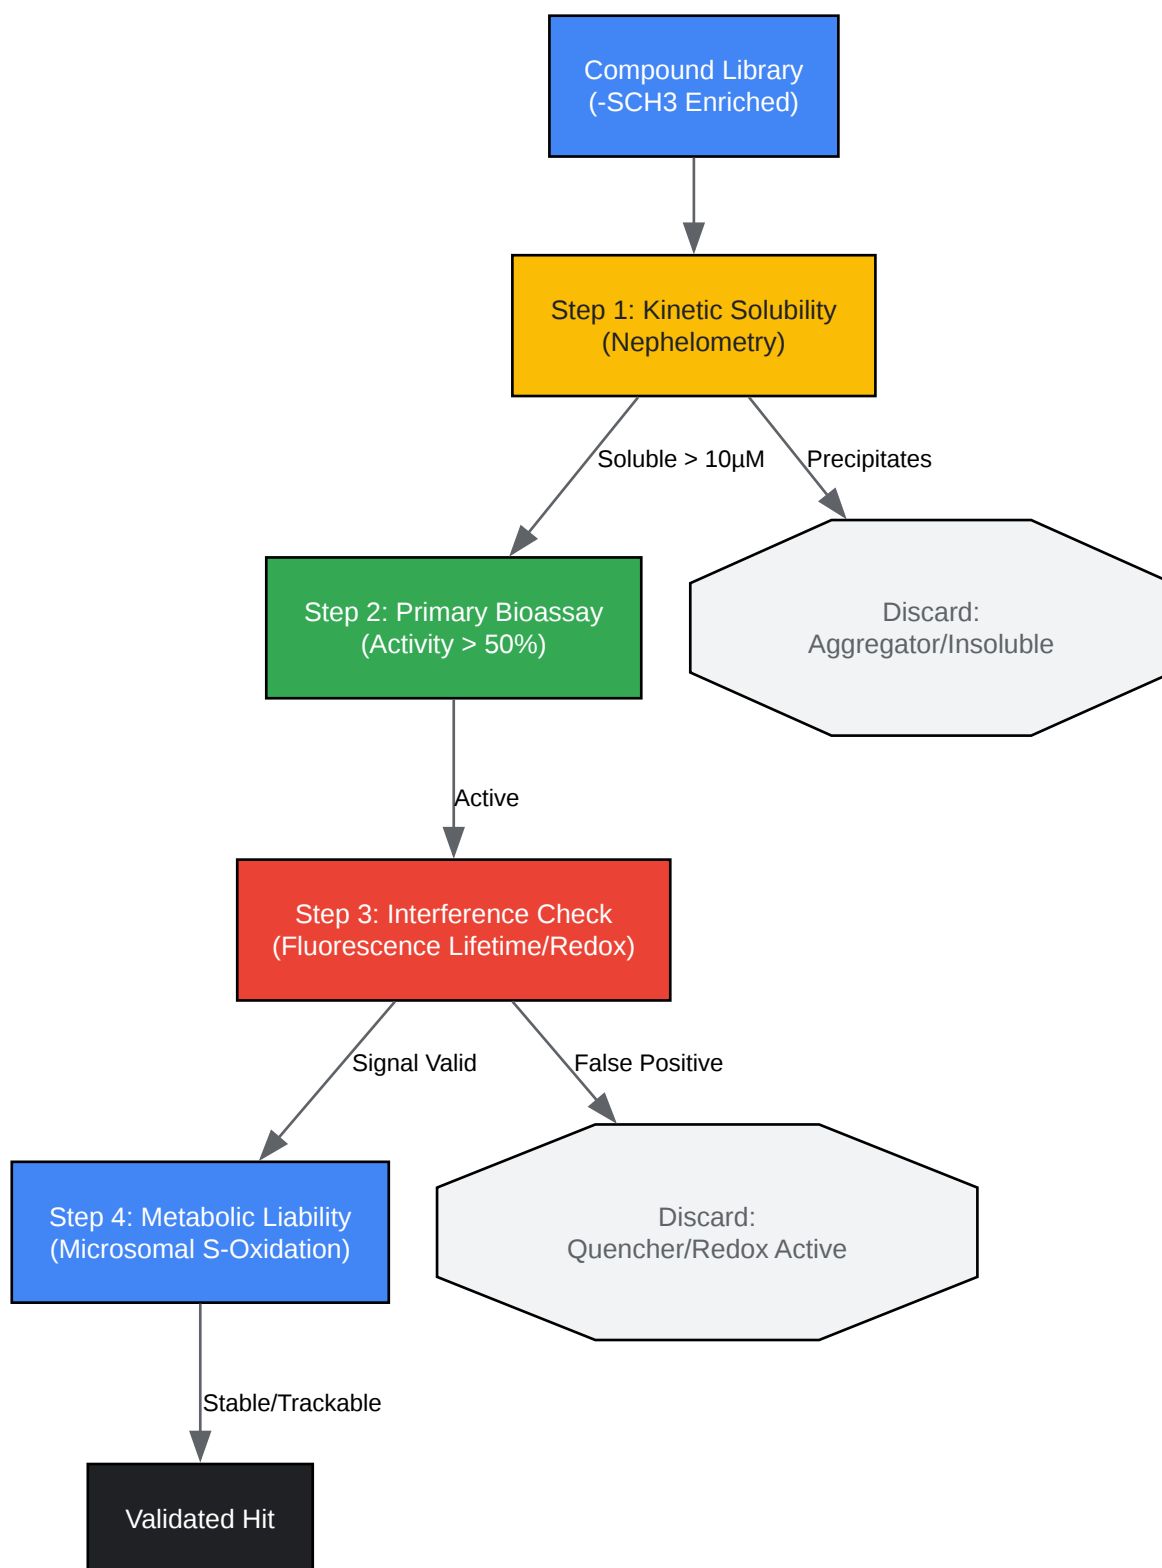 Compound Library
(-SCH3 Enriched)
Step 1: Kinetic Solubility
(Nephelometry)
Soluble > 10µM
Precipitates
Step 2: Primary Bioassay
(Activity > 50%)
Discard:
Aggregator/Insoluble
Active
Step 3: Interference Check
(Fluorescence Lifetime/Redox)
Signal Valid
False Positive
Step 4: Metabolic Liability
(Microsomal S-Oxidation)
Discard:
Quencher/Redox Active
Stable/Trackable
Validated Hit